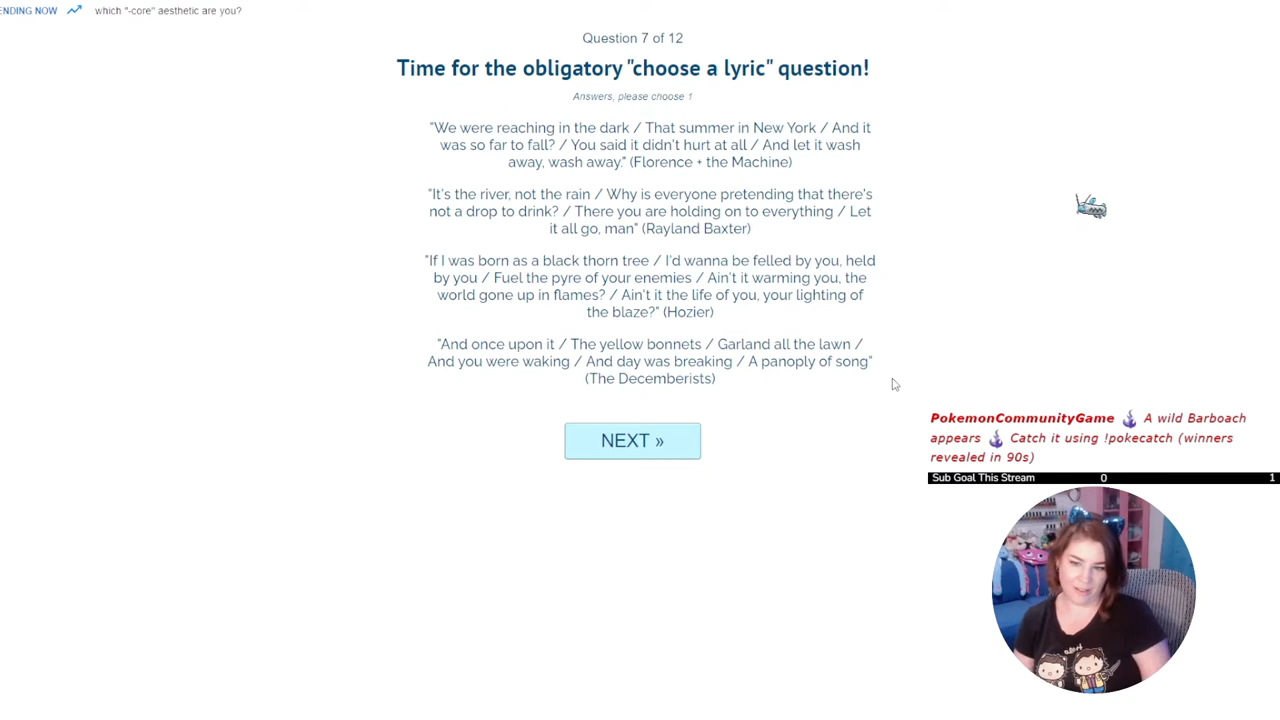 ENDING NOW which "-core" aesthetic are you?
Question 7 of 12
Time for the obligatory "choose a lyric" question!
Answers, please choose 1
"We were reaching in the dark / That summer in New York / And it
was so far to fall? / You said it didn't hurt at all / And let it wash
away, wash away." (Florence + the Machine)
"It's the river, not the rain / Why is everyone pretending that there's
not a drop to drink? / There you are holding on to everything / Let
it all go, man" (Rayland Baxter)
"If I was born as a black thorn tree / I'd wanna be felled by you, held
by you / Fuel the pyre of your enemies / Ain't it warming you, the
world gone up in flames? / Ain't it the life of you, your lighting of
the blaze?" (Hozier)
"And once upon it / The yellow bonnets / Garland all the lawn /
And you were waking / And day was breaking / A panoply of song"
(The Decemberists)
NEXT »
PokemonCommunityGame A wild Barboach
appears Catch it using !pokecatch (winners
revealed in 90s)
Sub Goal This Stream 0 1